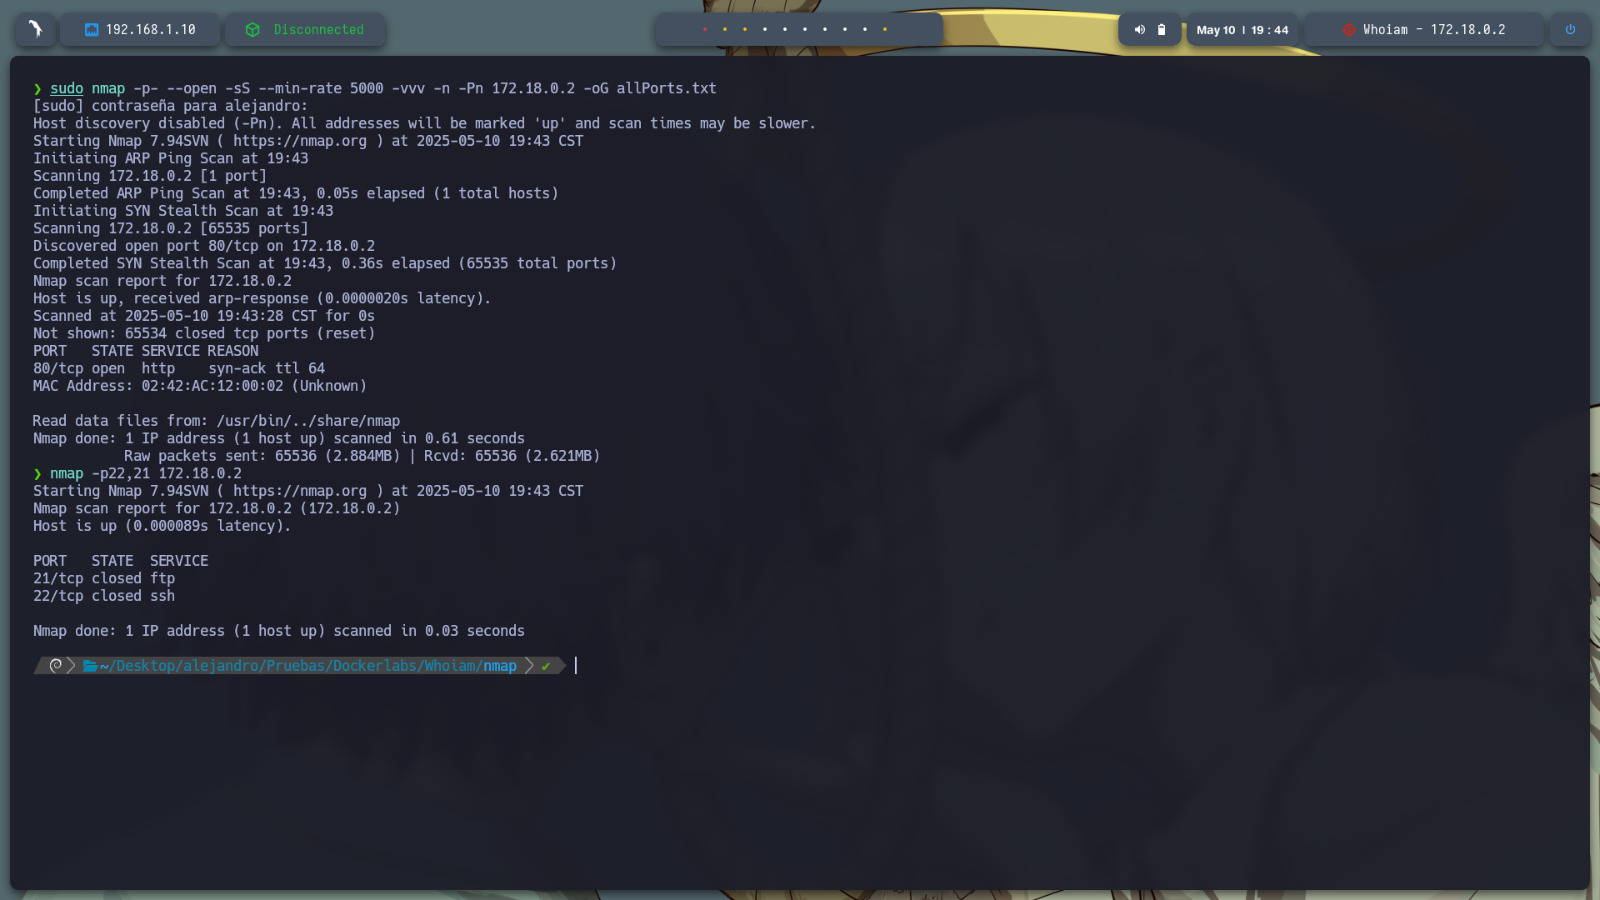 192.168.1.10
Disconnected
May 10 | 19 : 44
Whoiam - 172.18.0.2
❯ sudo nmap -p- --open -sS --min-rate 5000 -vvv -n -Pn 172.18.0.2 -oG allPorts.txt
[sudo] contraseña para alejandro:
Host discovery disabled (-Pn). All addresses will be marked 'up' and scan times may be slower.
Starting Nmap 7.94SVN ( https://nmap.org ) at 2025-05-10 19:43 CST
Initiating ARP Ping Scan at 19:43
Scanning 172.18.0.2 [1 port]
Completed ARP Ping Scan at 19:43, 0.05s elapsed (1 total hosts)
Initiating SYN Stealth Scan at 19:43
Scanning 172.18.0.2 [65535 ports]
Discovered open port 80/tcp on 172.18.0.2
Completed SYN Stealth Scan at 19:43, 0.36s elapsed (65535 total ports)
Nmap scan report for 172.18.0.2
Host is up, received arp-response (0.0000020s latency).
Scanned at 2025-05-10 19:43:28 CST for 0s
Not shown: 65534 closed tcp ports (reset)
PORT   STATE SERVICE REASON
80/tcp open  http    syn-ack ttl 64
MAC Address: 02:42:AC:12:00:02 (Unknown)
Read data files from: /usr/bin/../share/nmap
Nmap done: 1 IP address (1 host up) scanned in 0.61 seconds
Raw packets sent: 65536 (2.884MB) | Rcvd: 65536 (2.621MB)
❯ nmap -p22,21 172.18.0.2
Starting Nmap 7.94SVN ( https://nmap.org ) at 2025-05-10 19:43 CST
Nmap scan report for 172.18.0.2 (172.18.0.2)
Host is up (0.000089s latency).
PORT   STATE  SERVICE
21/tcp closed ftp
22/tcp closed ssh
Nmap done: 1 IP address (1 host up) scanned in 0.03 seconds
~/Desktop/alejandro/Pruebas/Dockerlabs/Whoiam/nmap ✔